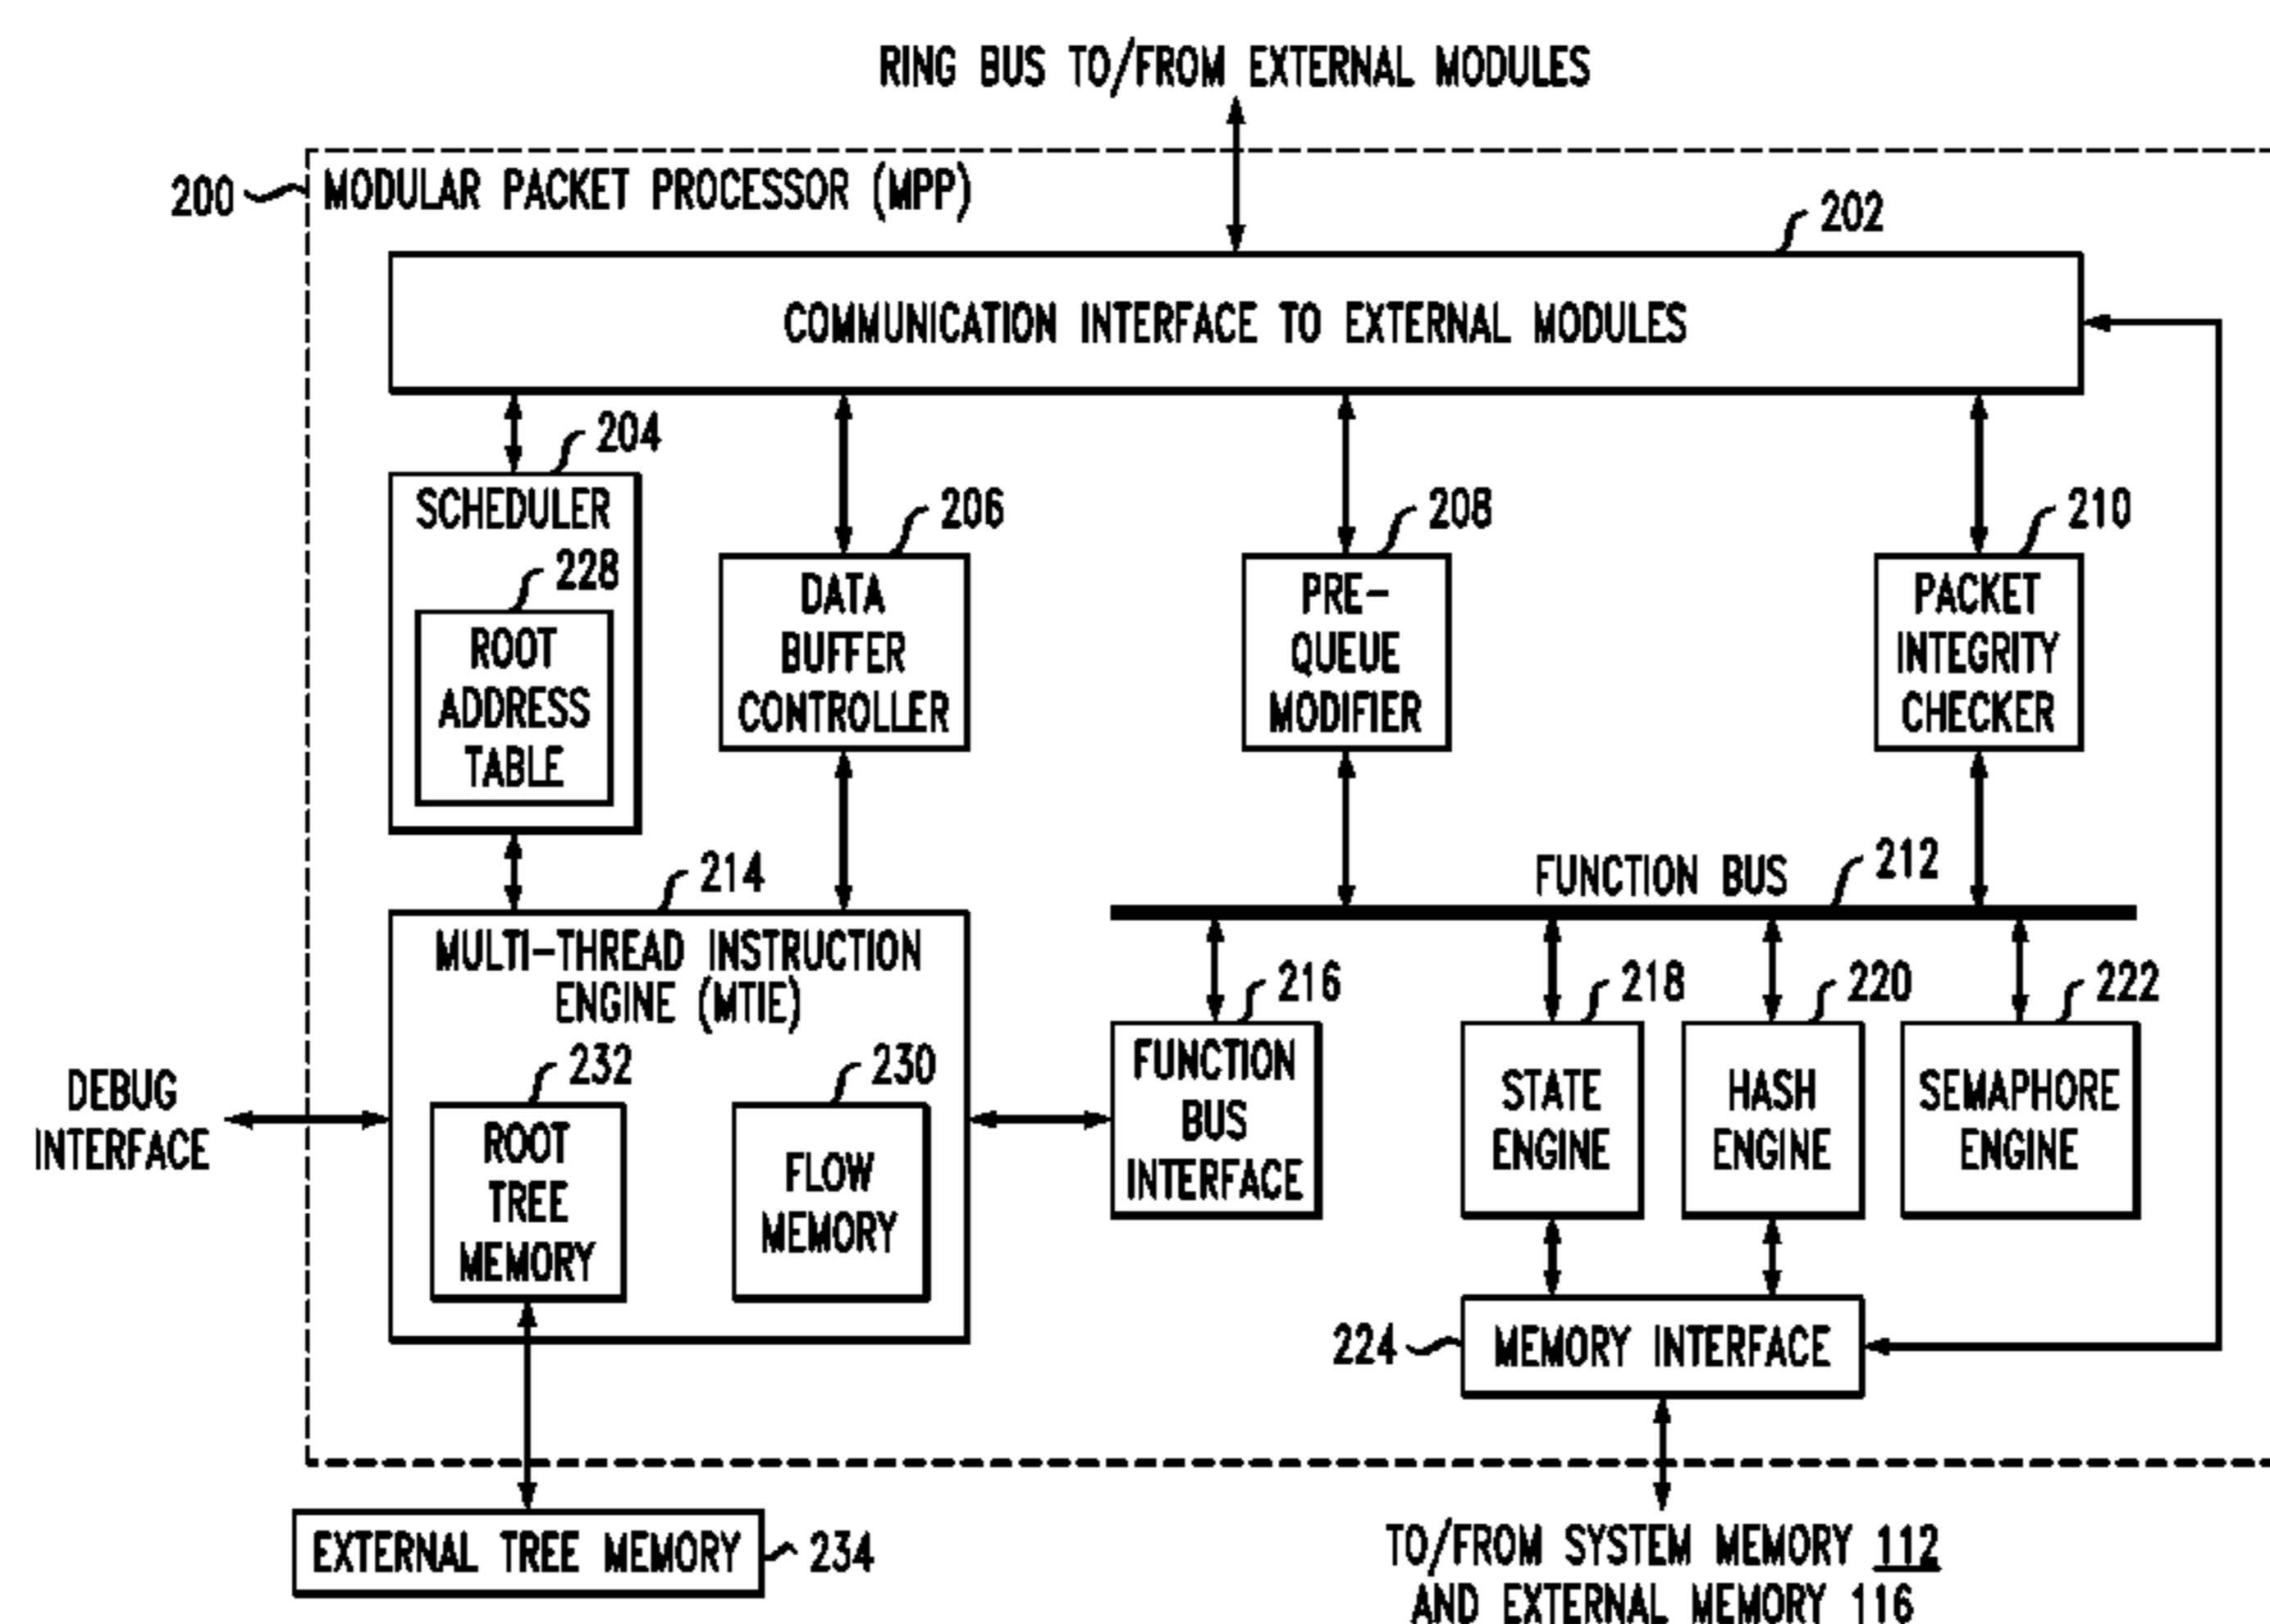 RING BUS TO/FROM EXTERNAL MODULES
200
MODULAR PACKET PROCESSOR (MPP)
202
COMMUNICATION INTERFACE TO EXTERNAL MODULES
204
SCHEDULER
228
ROOT
ADDRESS
TABLE
206
DATA
BUFFER
CONTROLLER
208
PRE-
QUEUE
MODIFIER
210
PACKET
INTEGRITY
CHECKER
FUNCTION BUS
212
214
MULTI-THREAD INSTRUCTION
ENGINE (MTIE)
232
ROOT
TREE
MEMORY
230
FLOW
MEMORY
DEBUG
INTERFACE
216
FUNCTION
BUS
INTERFACE
218
STATE
ENGINE
220
HASH
ENGINE
222
SEMAPHORE
ENGINE
224
MEMORY INTERFACE
EXTERNAL TREE MEMORY
234
TO/FROM SYSTEM MEMORY 112
AND EXTERNAL MEMORY 116